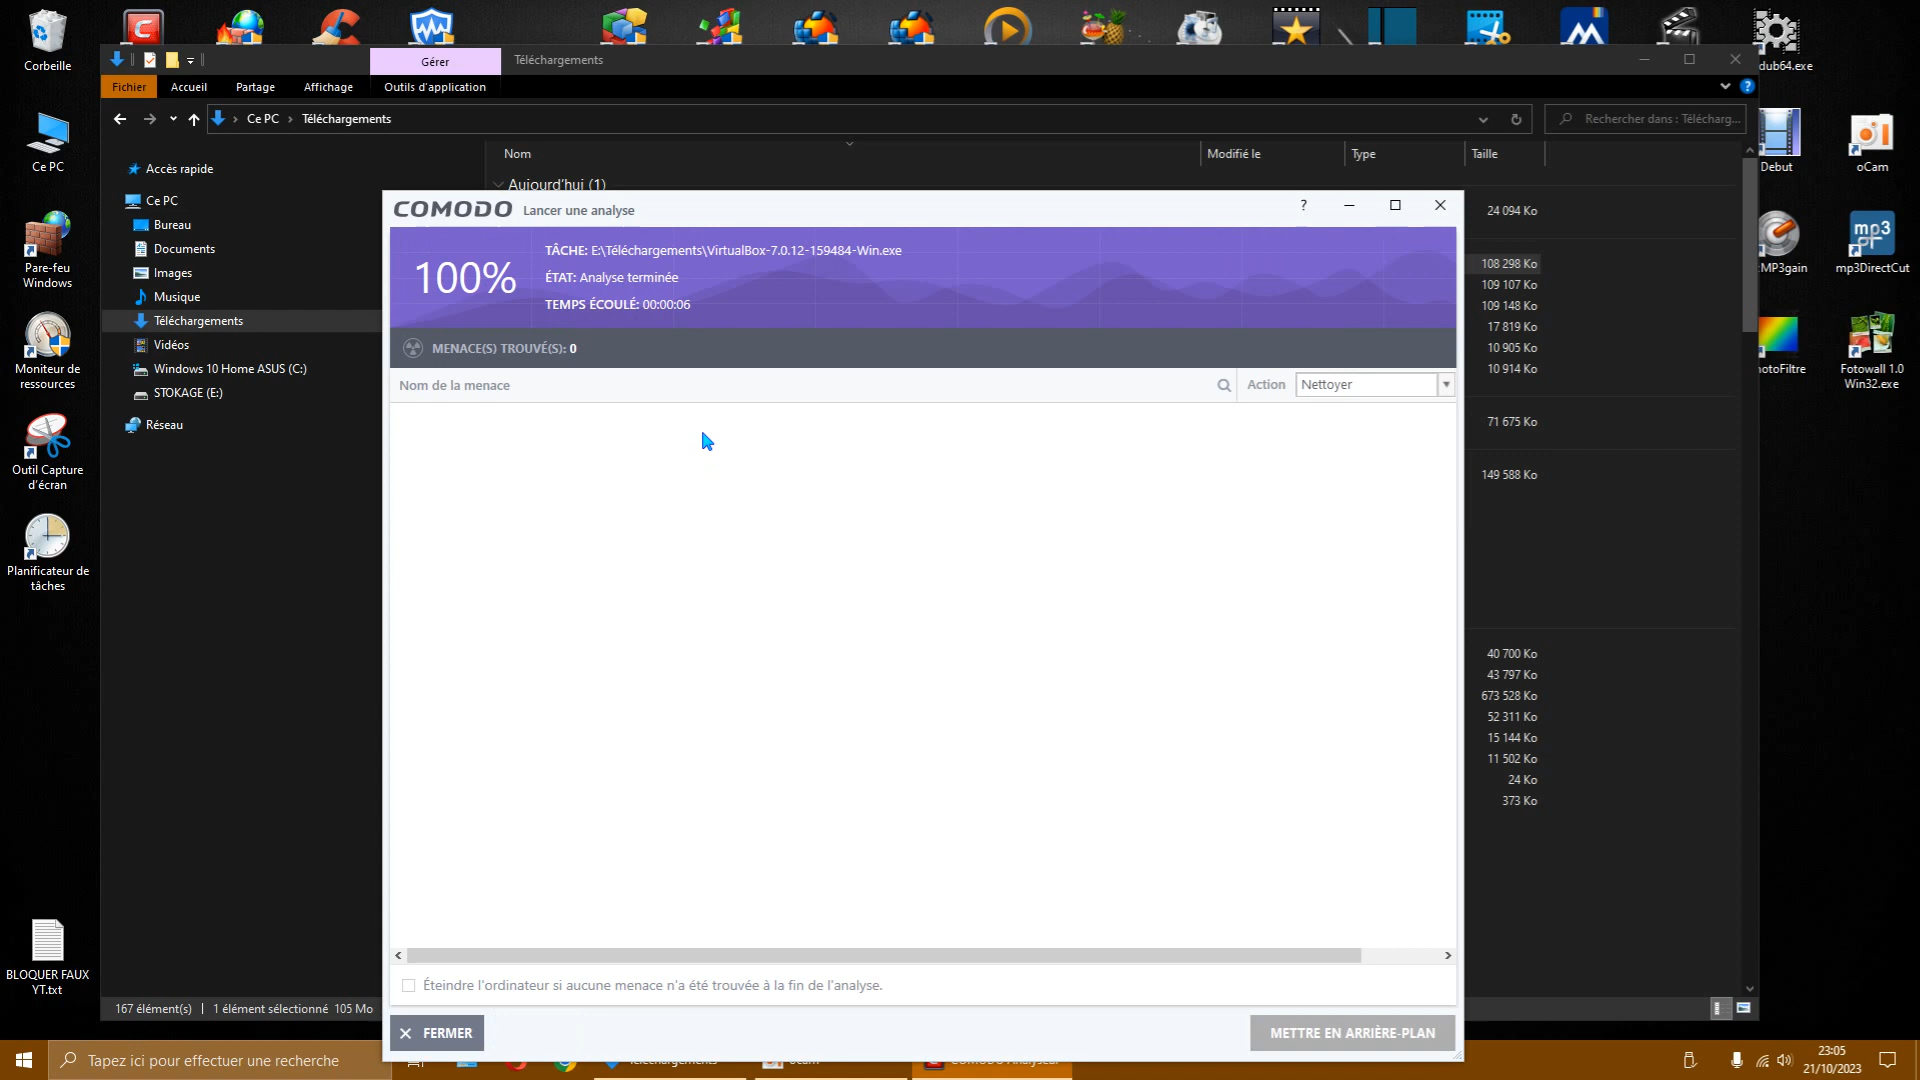 Corbeille
dub64.exe
Gérer
Téléchargements
Fichier
Accueil
Partage
Affichage
Outils d'application
Ce PC
Téléchargements
Rechercher dans : Télécharg...
Ce PC
Debut
oCam
Nom
Modifié le
Type
Taille
Accès rapide
Aujourd'hui (1)
Ce PC
Bureau
Documents
Images
Musique
Téléchargements
Vidéos
Windows 10 Home ASUS (C:)
STOKAGE (E:)
Réseau
24 094 Ko
108 298 Ko
109 107 Ko
109 148 Ko
17 819 Ko
10 905 Ko
10 914 Ko
71 675 Ko
149 588 Ko
40 700 Ko
43 797 Ko
673 528 Ko
52 311 Ko
15 144 Ko
11 502 Ko
24 Ko
373 Ko
COMODO Lancer une analyse
100%
TÂCHE: E:\Téléchargements\VirtualBox-7.0.12-159484-Win.exe
ÉTAT: Analyse terminée
TEMPS ÉCOULÉ: 00:00:06
MENACE(S) TROUVÉ(S): 0
Nom de la menace
Action
Nettoyer
Éteindre l'ordinateur si aucune menace n'a été trouvée à la fin de l'analyse.
FERMER
METTRE EN ARRIÈRE-PLAN
Pare-feu
Windows
MP3gain
mp3
mp3DirectCut
Moniteur de
ressources
otoFiltre
Fotowall 1.0
Win32.exe
Outil Capture
d'écran
Planificateur de
tâches
BLOQUER FAUX
YT.txt
167 élément(s)
1 élément sélectionné 105 Mo
Tapez ici pour effectuer une recherche
23:05
21/10/2023